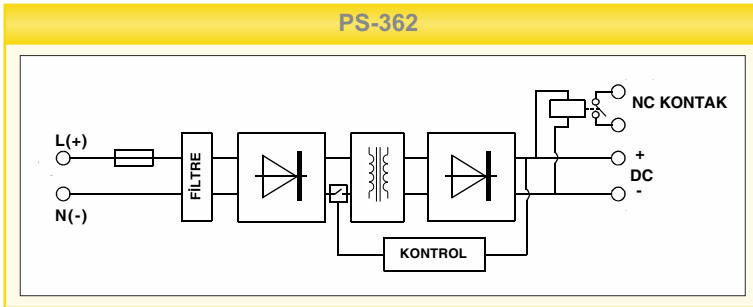 PS-362
NC KONTAK
L(+)
FİLTRE
+
DC
-
N(-)
KONTROL